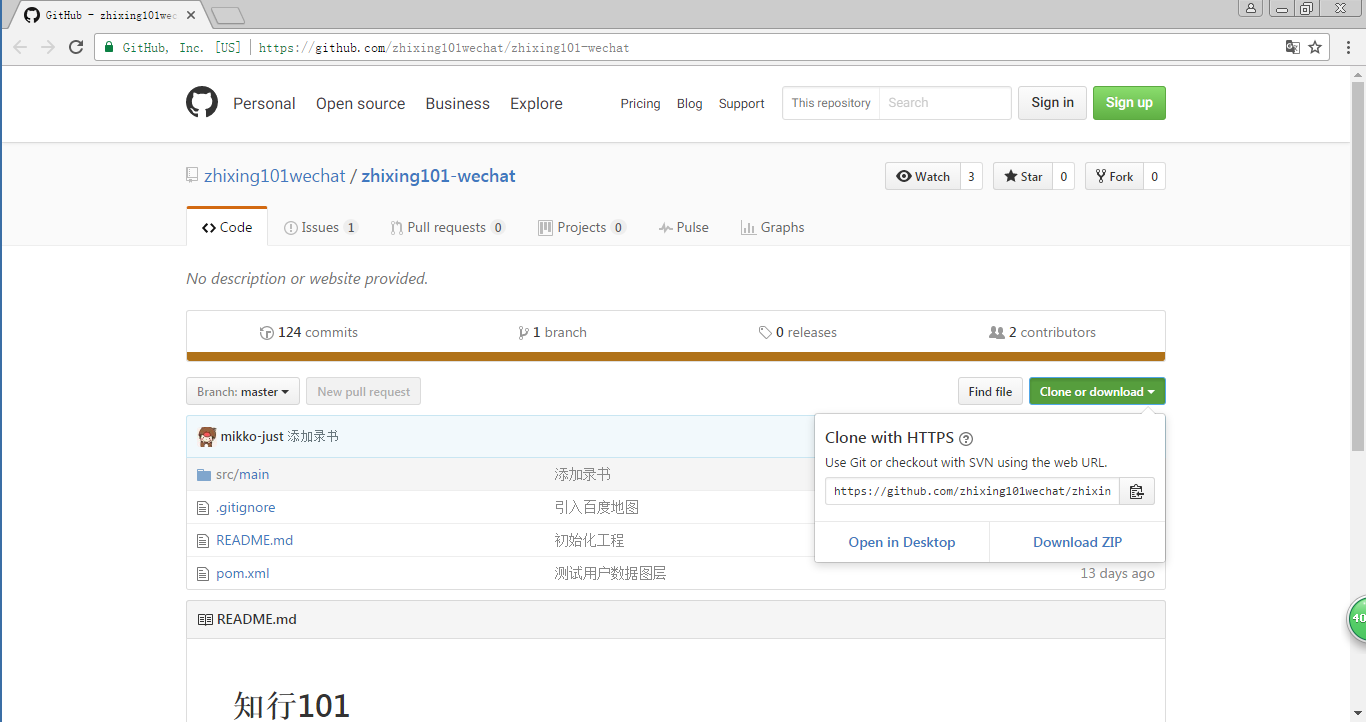 GitHub - zhixing101wec
GitHub, Inc. [US] https://github.com/zhixing101wechat/zhixing101-wechat
Personal Open source Business Explore Pricing Blog Support This repository Search Sign in Sign up
zhixing101wechat / zhixing101-wechat Watch 3 Star 0 Fork 0
Code Issues 1 Pull requests 0 Projects 0 Pulse Graphs
No description or website provided.
124 commits 1 branch 0 releases 2 contributors
Branch: master New pull request Find file Clone or download
mikko-just 添加录书
Clone with HTTPS ?
Use Git or checkout with SVN using the web URL.
https://github.com/zhixing101wechat/zhixin
Open in Desktop Download ZIP
src/main 添加录书
.gitignore 引入百度地图
README.md 初始化工程
pom.xml 测试用户数据图层 13 days ago
README.md
知行101
40